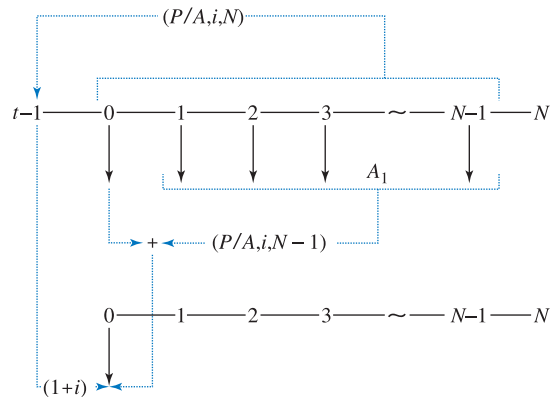 (P/A,i,N)
t–1 0 1 2 3 ~ N–1 N
A1
+ (P/A,i,N – 1)
0 1 2 3 ~ N–1 N
(1+i)